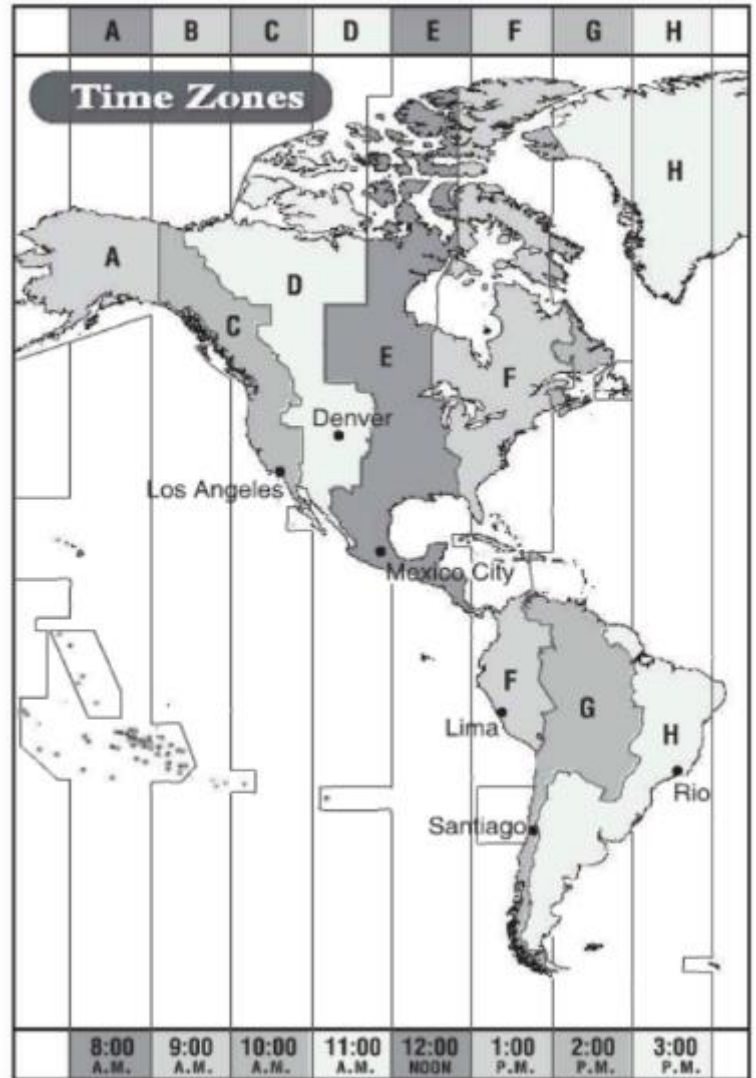 A B C D E F G H
Time Zones
H
A
D
C
E
F
Denver
Los Angeles
Mexico City
F
G
Lima
H
Rio
Santiago
8:00 9:00 10:00 11:00 12:00 1:00 2:00 3:00
A.M. A.M. A.M. A.M. NOON P.M. P.M. P.M.